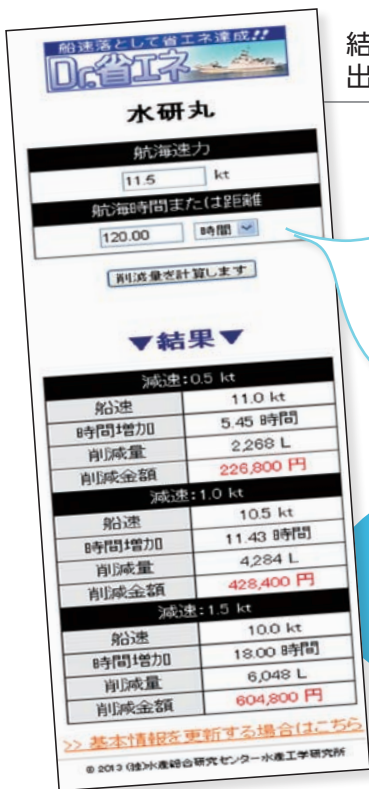 船速落として省エネ達成!!
Dr.省エネ
水研丸
航海速力
11.5 kt
航海時間または距離
120.00 時間
削減量を計算します
▼結果▼
減速:0.5 kt
船速 11.0 kt
時間増加 5.45 時間
削減量 2,268 L
削減金額 226,800 円
減速:1.0 kt
船速 10.5 kt
時間増加 11.43 時間
削減量 4,284 L
削減金額 428,400 円
減速:1.5 kt
船速 10.0 kt
時間増加 18.00 時間
削減量 6,048 L
削減金額 604,800 円
>> 基本情報を更新する場合はこちら
© 2013 (独)水産総合研究センター水産工学研究所
結
出